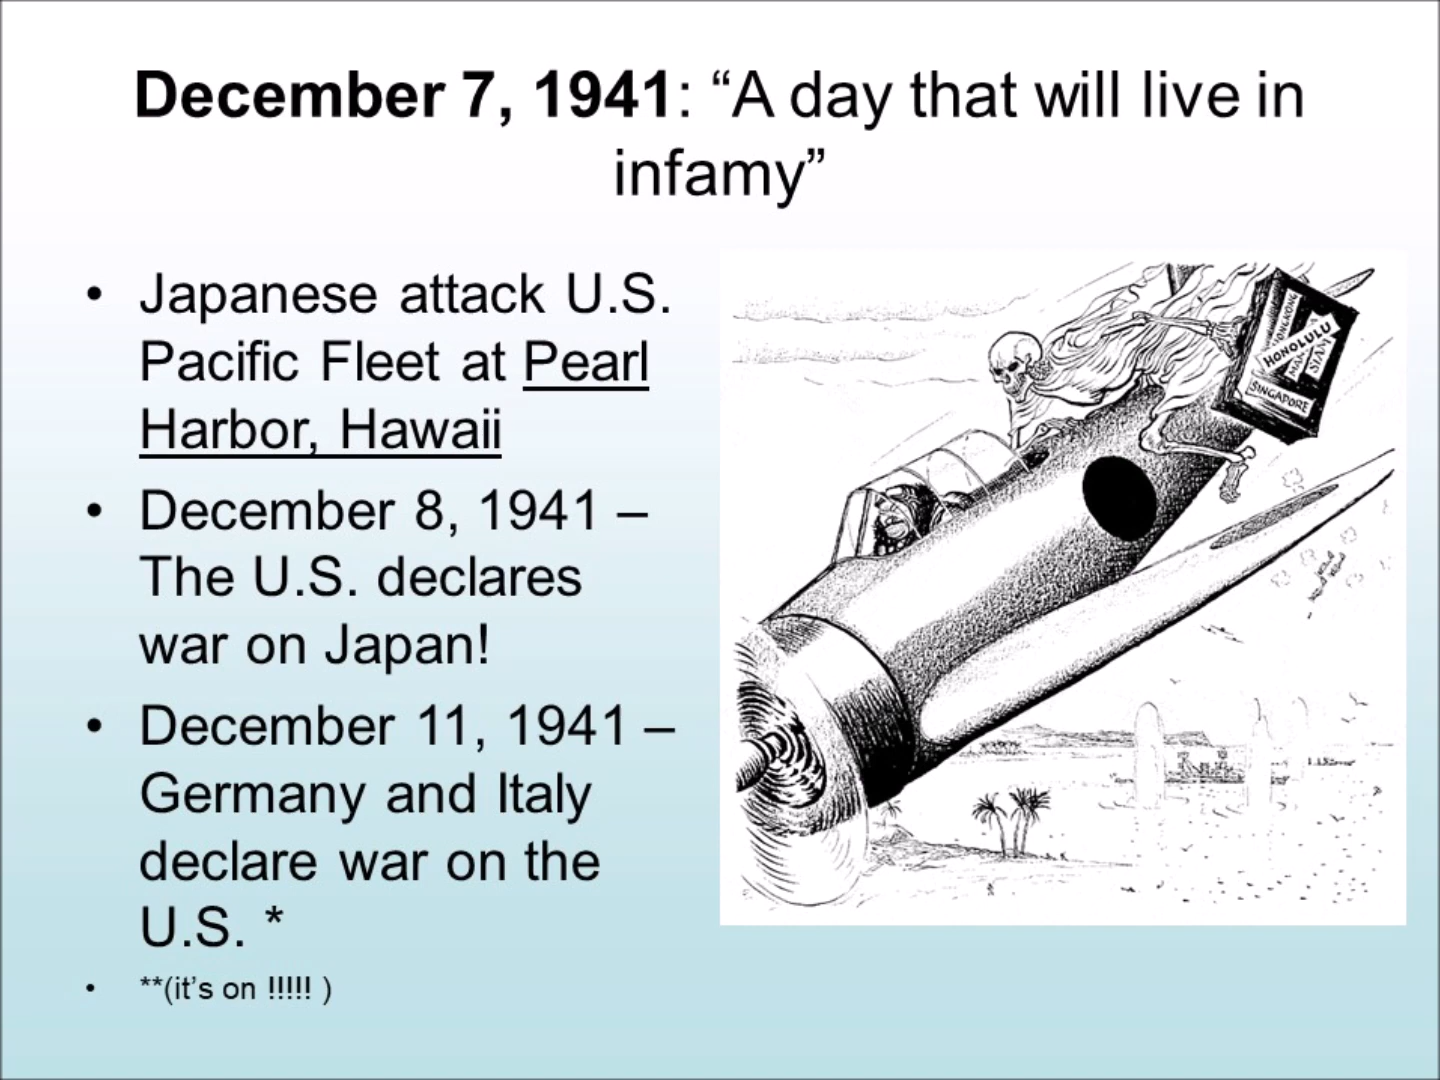 December 7, 1941: “A day that will live in
infamy”
• Japanese attack U.S.
Pacific Fleet at Pearl
Harbor, Hawaii
• December 8, 1941 –
The U.S. declares
war on Japan!
• December 11, 1941 –
Germany and Italy
declare war on the
U.S. *
• **(it’s on !!!!! )
HONGKONG
HONOLULU
SIAM
SINGAPORE